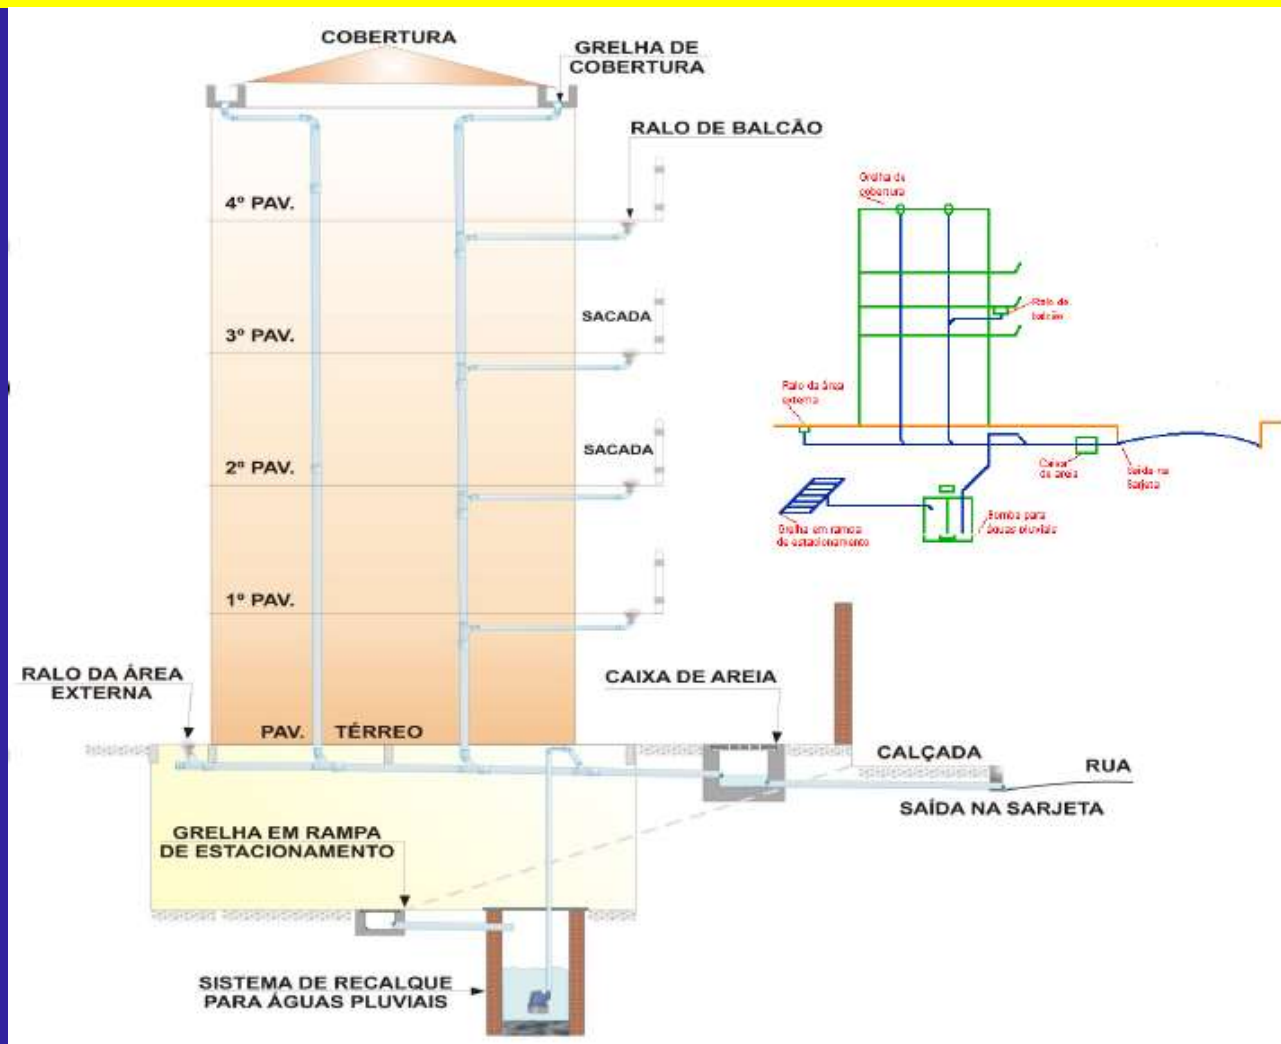 COBERTURA
GRELHA DE
COBERTURA
RALO DE BALCÃO
4º PAV.
SACADA
3º PAV.
SACADA
2º PAV.
1º PAV.
RALO DA ÁREA
EXTERNA
PAV. TÉRREO
CAIXA DE AREIA
CALÇADA
RUA
SAÍDA NA SARJETA
GRELHA EM RAMPA
DE ESTACIONAMENTO
SISTEMA DE RECALQUE
PARA ÁGUAS PLUVIAIS
Grelha de
cobertura
Ralo de
balcão
Ralo da área
externa
Caixa
de areia
Saída na
Sarjeta
Grelha em rampa
de estacionamento
Bomba para
águas pluviais